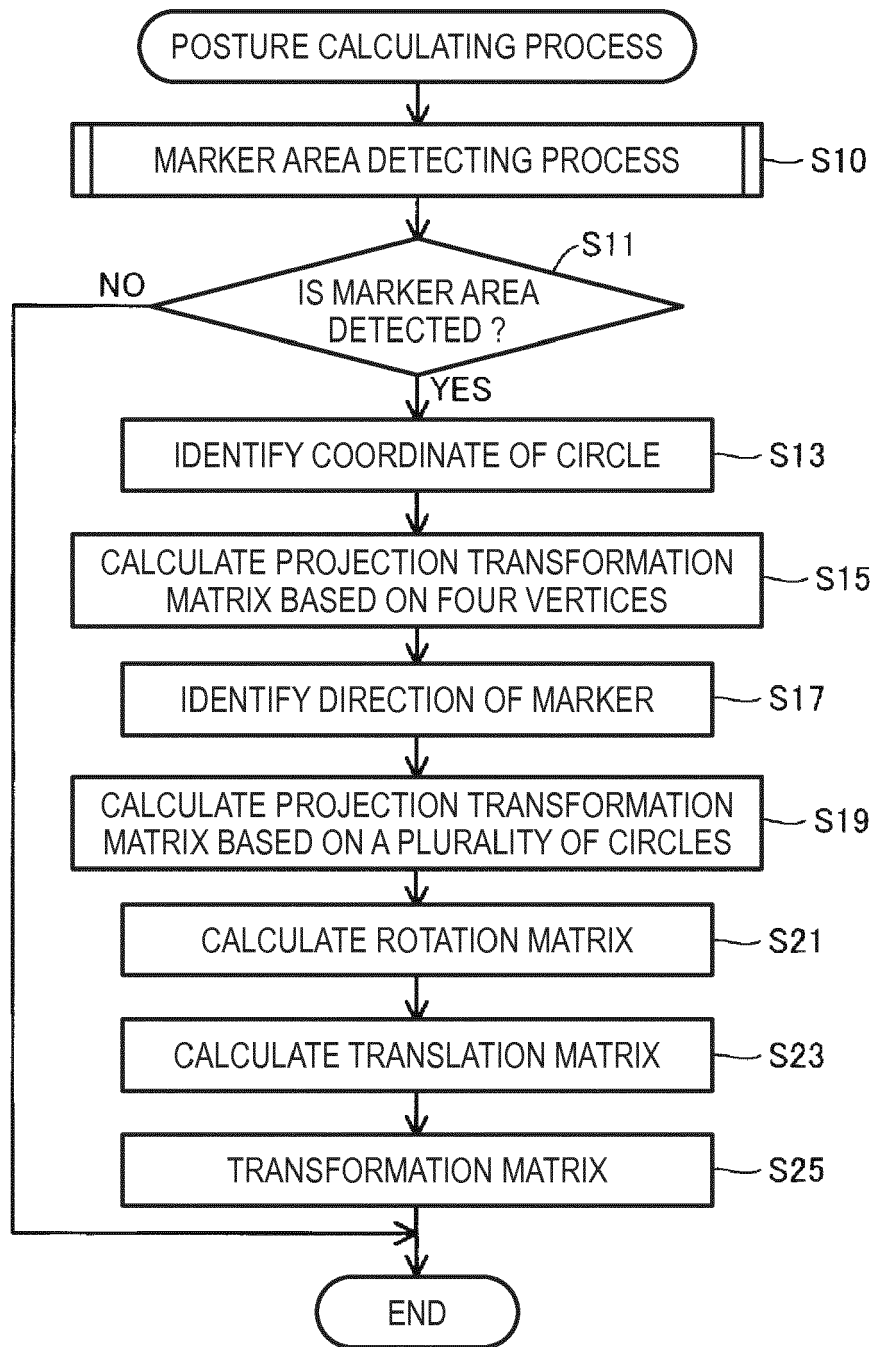 POSTURE CALCULATING PROCESS
MARKER AREA DETECTING PROCESS
S10
S11
NO
IS MARKER AREA
DETECTED ?
YES
IDENTIFY COORDINATE OF CIRCLE
S13
CALCULATE PROJECTION TRANSFORMATION
MATRIX BASED ON FOUR VERTICES
S15
IDENTIFY DIRECTION OF MARKER
S17
CALCULATE PROJECTION TRANSFORMATION
MATRIX BASED ON A PLURALITY OF CIRCLES
S19
CALCULATE ROTATION MATRIX
S21
CALCULATE TRANSLATION MATRIX
S23
TRANSFORMATION MATRIX
S25
END